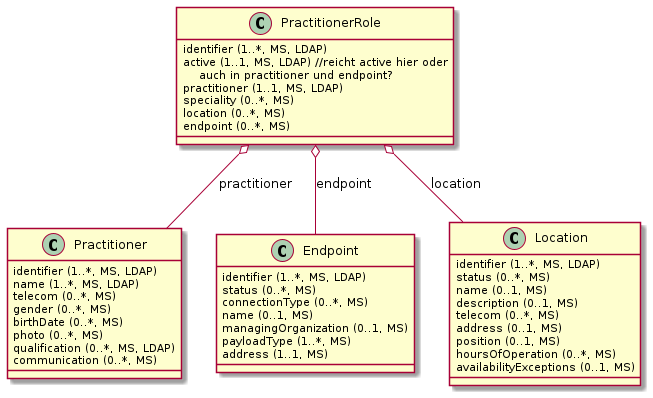 C PractitionerRole
identifier (1..*, MS, LDAP)
active (1..1, MS, LDAP) //reicht active hier oder
auch in practitioner und endpoint?
practitioner (1..1, MS, LDAP)
speciality (0..*, MS)
location (0..*, MS)
endpoint (0..*, MS)
practitioner
endpoint
location
C Practitioner
identifier (1..*, MS, LDAP)
name (1..*, MS, LDAP)
telecom (0..*, MS)
gender (0..*, MS)
birthDate (0..*, MS)
photo (0..*, MS)
qualification (0..*, MS, LDAP)
communication (0..*, MS)
C Endpoint
identifier (1..*, MS, LDAP)
status (0..*, MS)
connectionType (0..*, MS)
name (0..1, MS)
managingOrganization (0..1, MS)
payloadType (1..*, MS)
address (1..1, MS)
C Location
identifier (1..*, MS, LDAP)
status (0..*, MS)
name (0..1, MS)
description (0..1, MS)
telecom (0..*, MS)
address (0..1, MS)
position (0..1, MS)
hoursOfOperation (0..*, MS)
availabilityExceptions (0..1, MS)